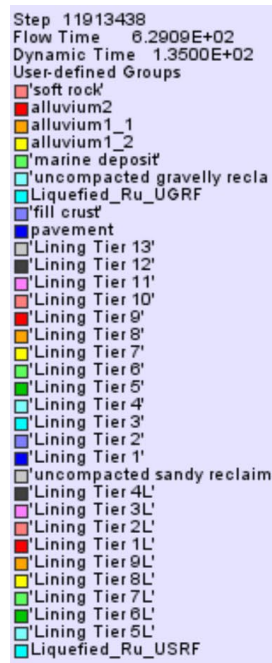 Step 11913438
Flow Time 6.2909E+02
Dynamic Time 1.3500E+02
User-defined Groups
'soft rock'
alluvium2
alluvium1_1
alluvium1_2
'marine deposit'
'uncompacted gravelly recla
Liquefied_Ru_UGRF
'fill crust'
pavement
'Lining Tier 13'
'Lining Tier 12'
'Lining Tier 11'
'Lining Tier 10'
'Lining Tier 9'
'Lining Tier 8'
'Lining Tier 7'
'Lining Tier 6'
'Lining Tier 5'
'Lining Tier 4'
'Lining Tier 3'
'Lining Tier 2'
'Lining Tier 1'
'uncompacted sandy reclaim
'Lining Tier 4L'
'Lining Tier 3L'
'Lining Tier 2L'
'Lining Tier 1L'
'Lining Tier 9L'
'Lining Tier 8L'
'Lining Tier 7L'
'Lining Tier 6L'
'Lining Tier 5L'
Liquefied_Ru_USRF